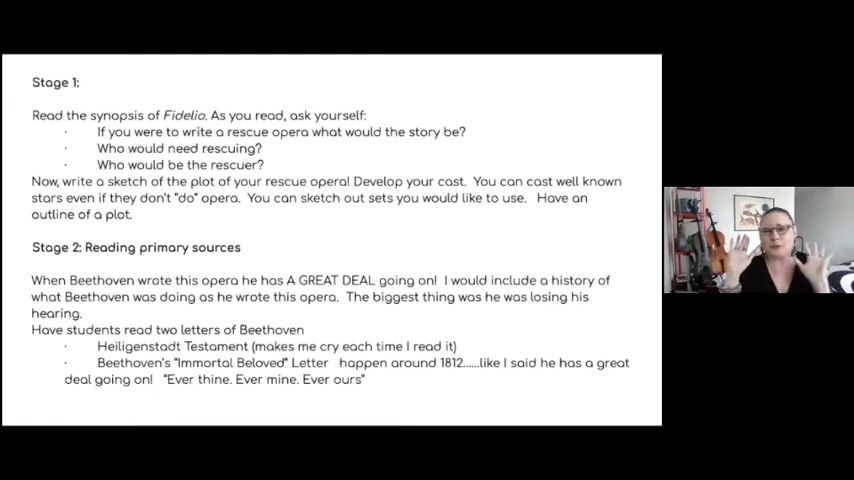 Stage 1:
Read the synopsis of Fidelio. As you read, ask yourself:
· If you were to write a rescue opera what would the story be?
· Who would need rescuing?
· Who would be the rescuer?
Now, write a sketch of the plot of your rescue opera! Develop your cast. You can cast well known
stars even if they don't "do" opera. You can sketch out sets you would like to use. Have an
outline of a plot.
Stage 2: Reading primary sources
When Beethoven wrote this opera he has A GREAT DEAL going on! I would include a history of
what Beethoven was doing as he wrote this opera. The biggest thing was he was losing his
hearing.
Have students read two letters of Beethoven
· Heiligenstadt Testament (makes me cry each time I read it)
· Beethoven's "Immortal Beloved" Letter happen around 1812......like I said he has a great
deal going on! "Ever thine. Ever mine. Ever ours"